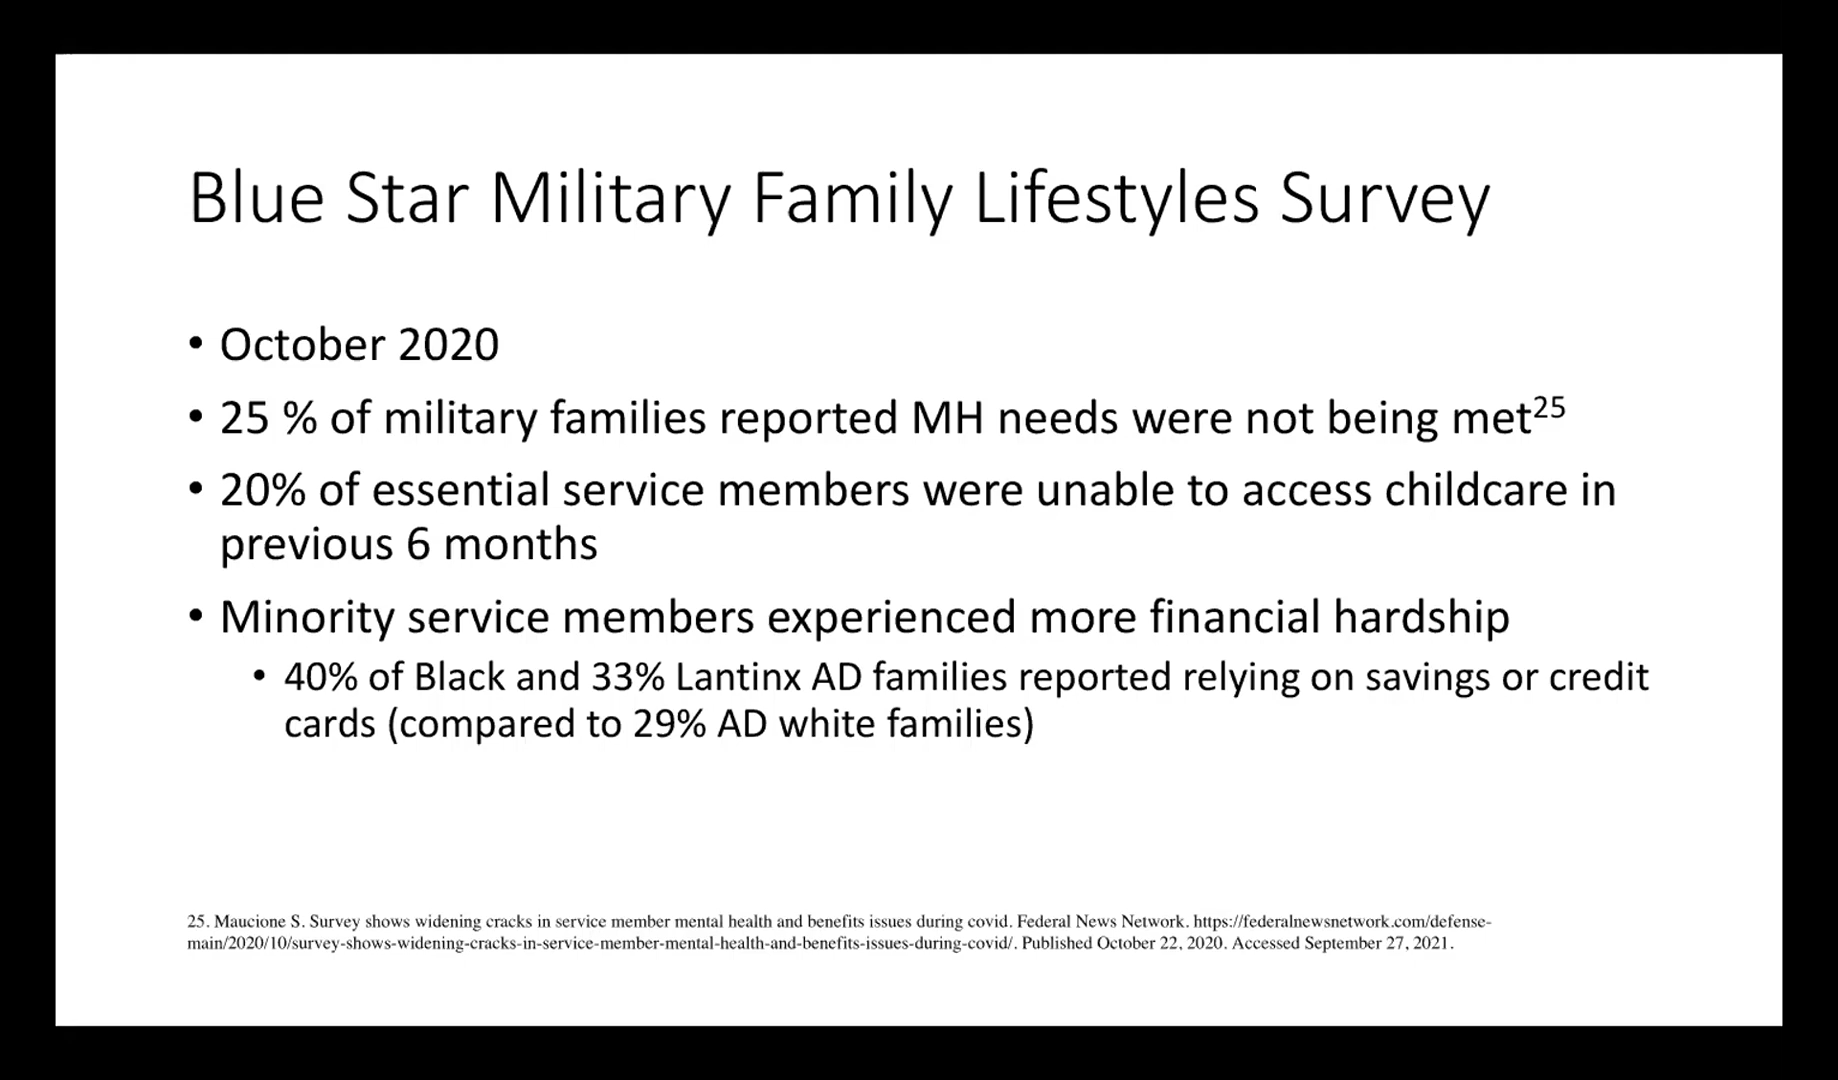 Blue Star Military Family Lifestyles Survey
• October 2020
• 25 % of military families reported MH needs were not being met²⁵
• 20% of essential service members were unable to access childcare in
previous 6 months
• Minority service members experienced more financial hardship
• 40% of Black and 33% Lantinx AD families reported relying on savings or credit
cards (compared to 29% AD white families)
25. Maucione S. Survey shows widening cracks in service member mental health and benefits issues during covid. Federal News Network. https://federalnewsnetwork.com/defense-
main/2020/10/survey-shows-widening-cracks-in-service-member-mental-health-and-benefits-issues-during-covid/. Published October 22, 2020. Accessed September 27, 2021.